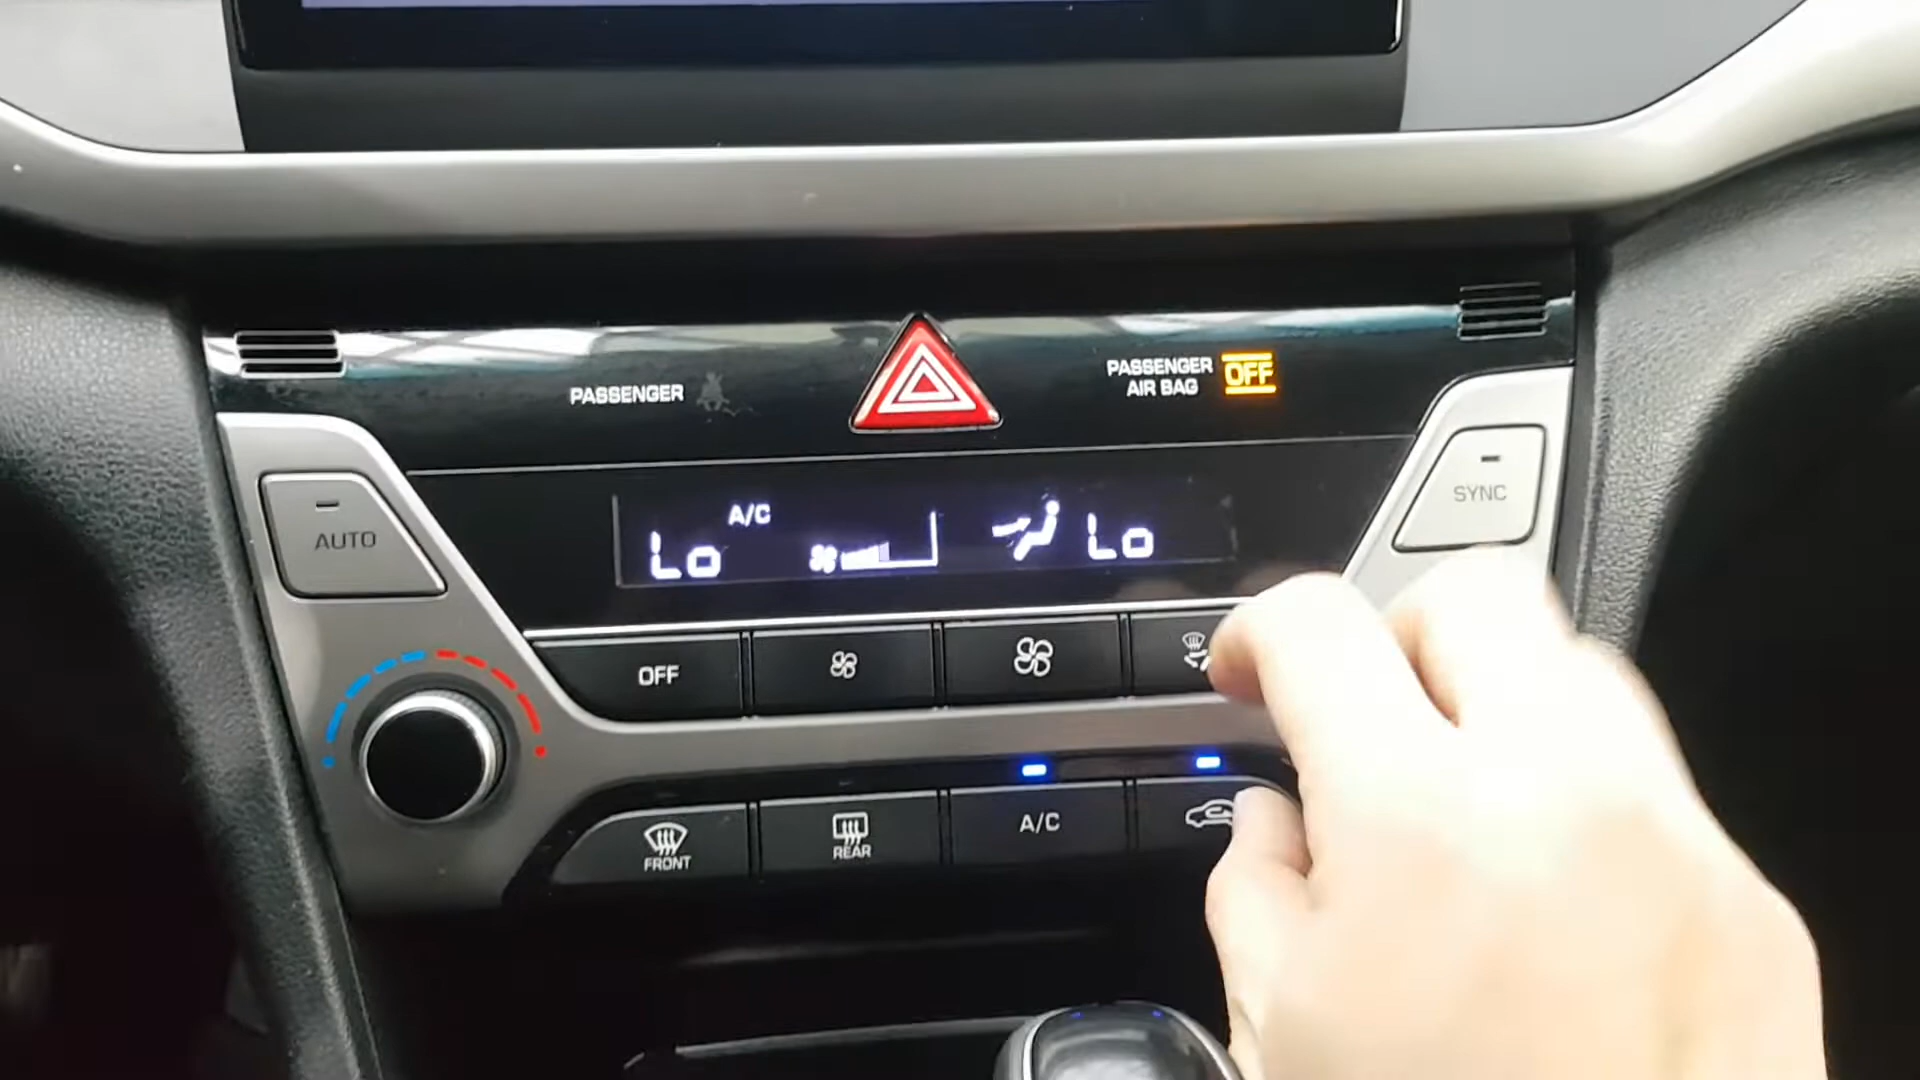 PASSENGER
PASSENGER
AIR BAG
OFF
AUTO
A/C
Lo
Lo
SYNC
OFF
FRONT
REAR
A/C